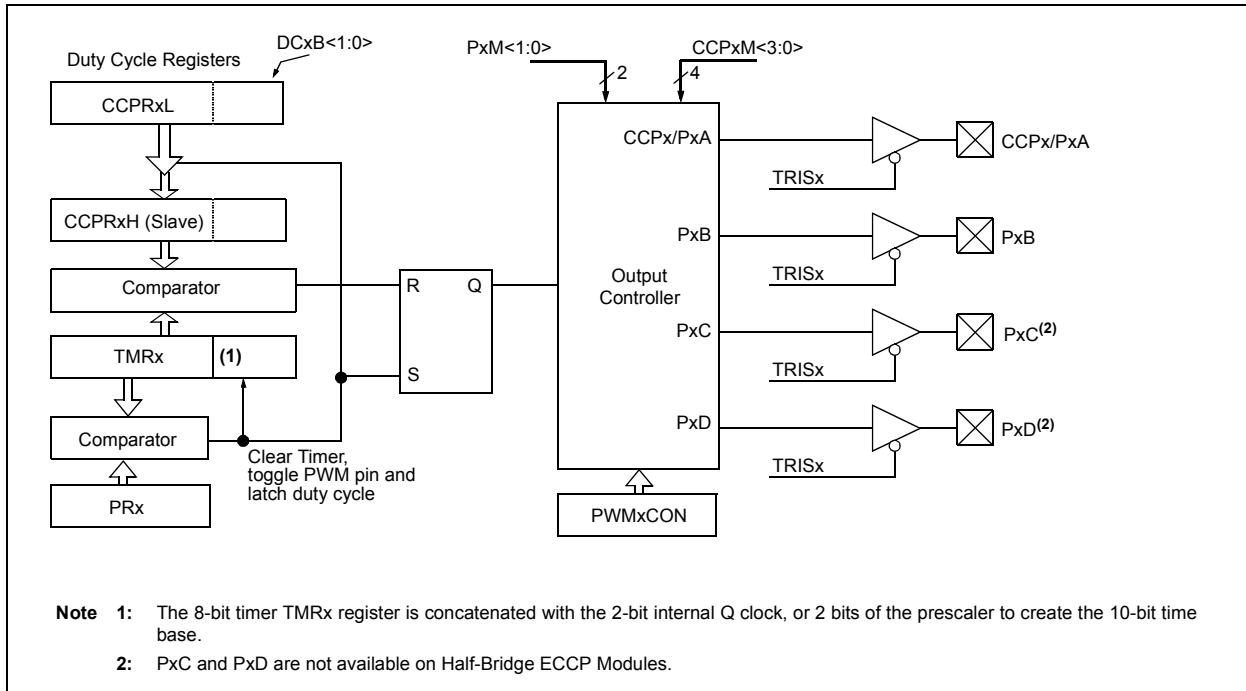 Duty Cycle Registers
DCxB<1:0>
CCPRxL
CCPRxH (Slave)
Comparator
TMRx
(1)
Comparator
PRx
Clear Timer,
toggle PWM pin and
latch duty cycle
R
Q
S
PxM<1:0>
2
CCPxM<3:0>
4
Output
Controller
CCPx/PxA
PxB
PxC
PxD
PWMxCON
TRISx
CCPx/PxA
TRISx
PxB
TRISx
PxC(2)
TRISx
PxD(2)
Note 1: The 8-bit timer TMRx register is concatenated with the 2-bit internal Q clock, or 2 bits of the prescaler to create the 10-bit time
base.
2: PxC and PxD are not available on Half-Bridge ECCP Modules.